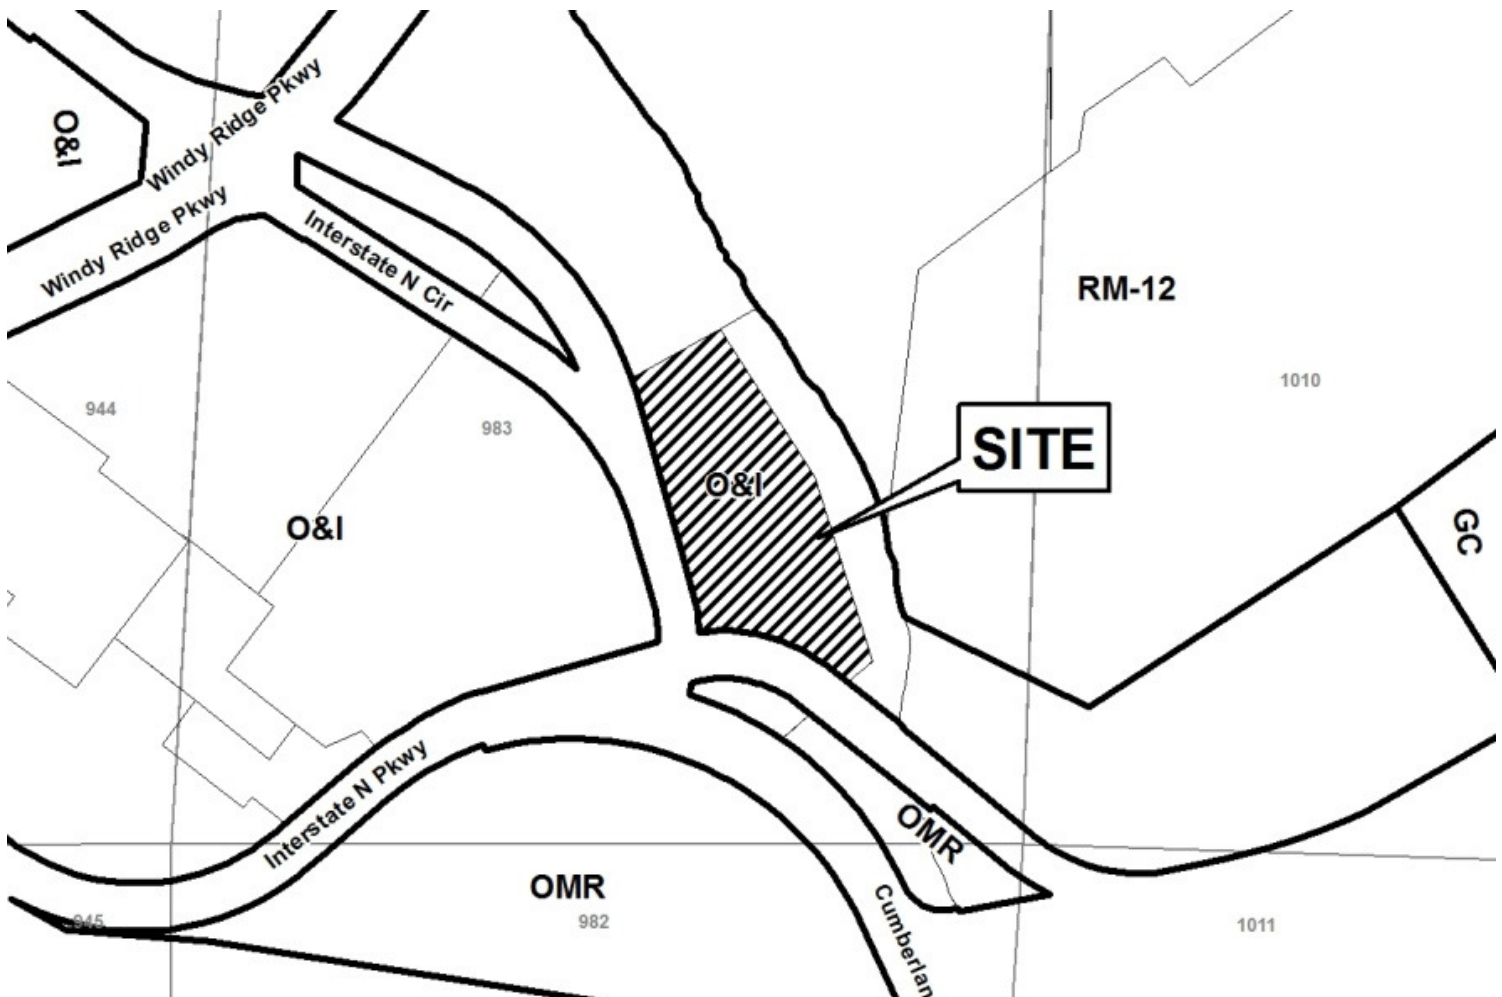 O&I
Windy Ridge Pkwy
Windy Ridge Pkwy
Interstate N Cir
RM-12
1010
944
983
SITE
O&I
O&I
GC
Interstate N Pkwy
OMR
OMR
945
982
Cumberlan
1011